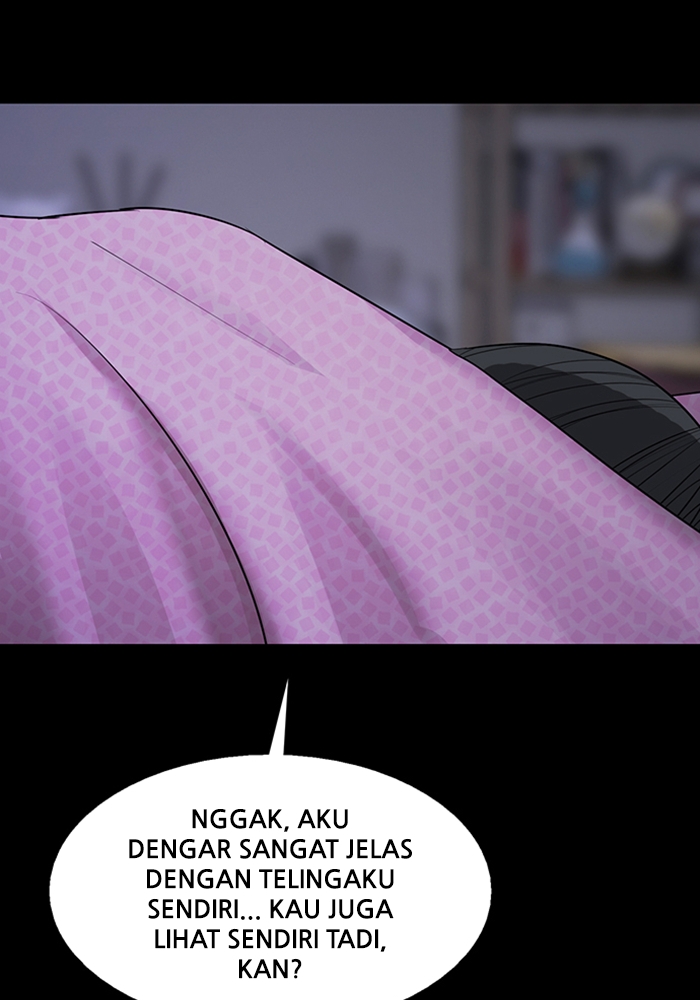 NGGAK, AKU
DENGAR SANGAT JELAS
DENGAN TELINGAKU
SENDIRI... KAU JUGA
LIHAT SENDIRI TADI,
KAN?